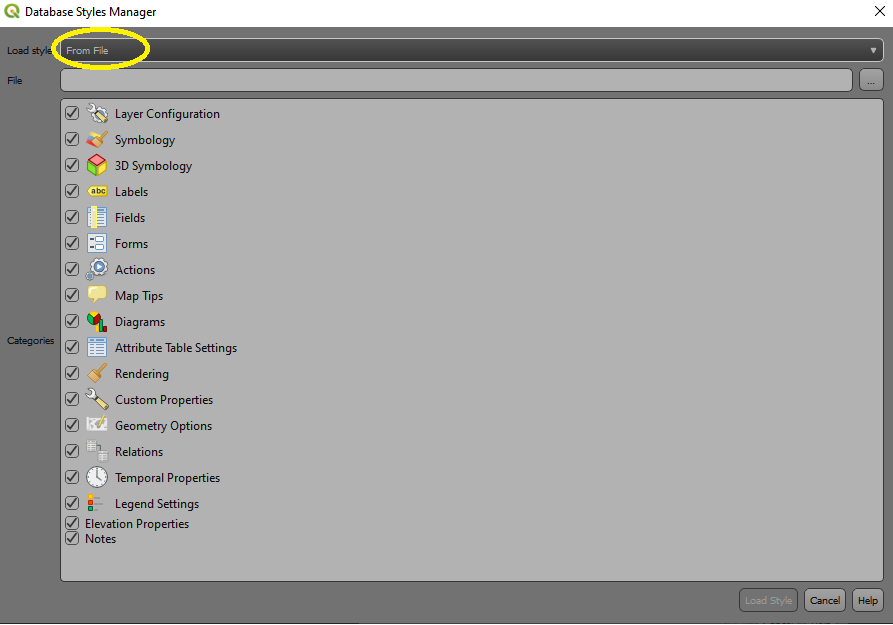 Database Styles Manager
Load style From File
File
...
Layer Configuration
Symbology
3D Symbology
abc Labels
Fields
Forms
Actions
Map Tips
Diagrams
Categories
Attribute Table Settings
Rendering
Custom Properties
Geometry Options
Relations
Temporal Properties
Legend Settings
Elevation Properties
Notes
Load Style Cancel Help